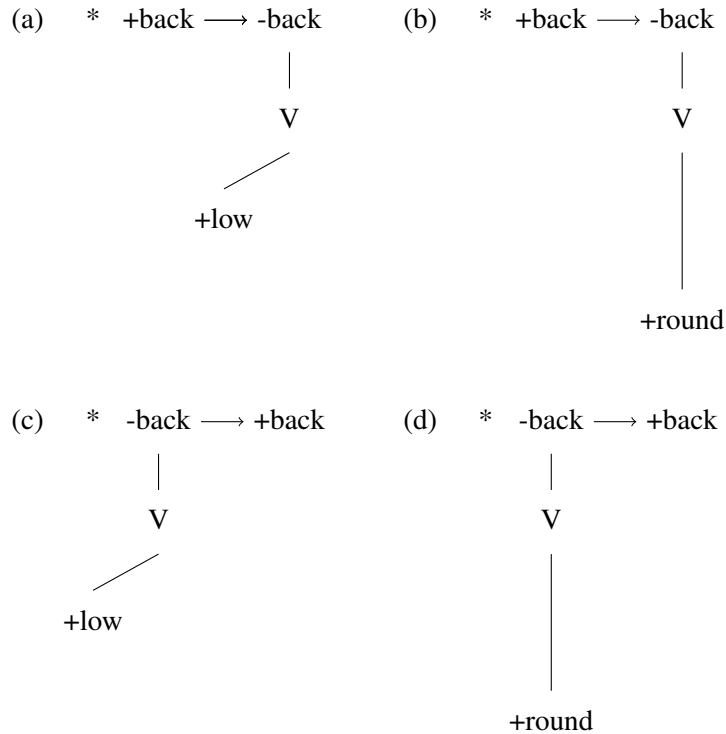 (a) * +back → -back (b) * +back → -back
V V
+low
+round
(c) * -back → +back (d) * -back → +back
V V
+low
+round